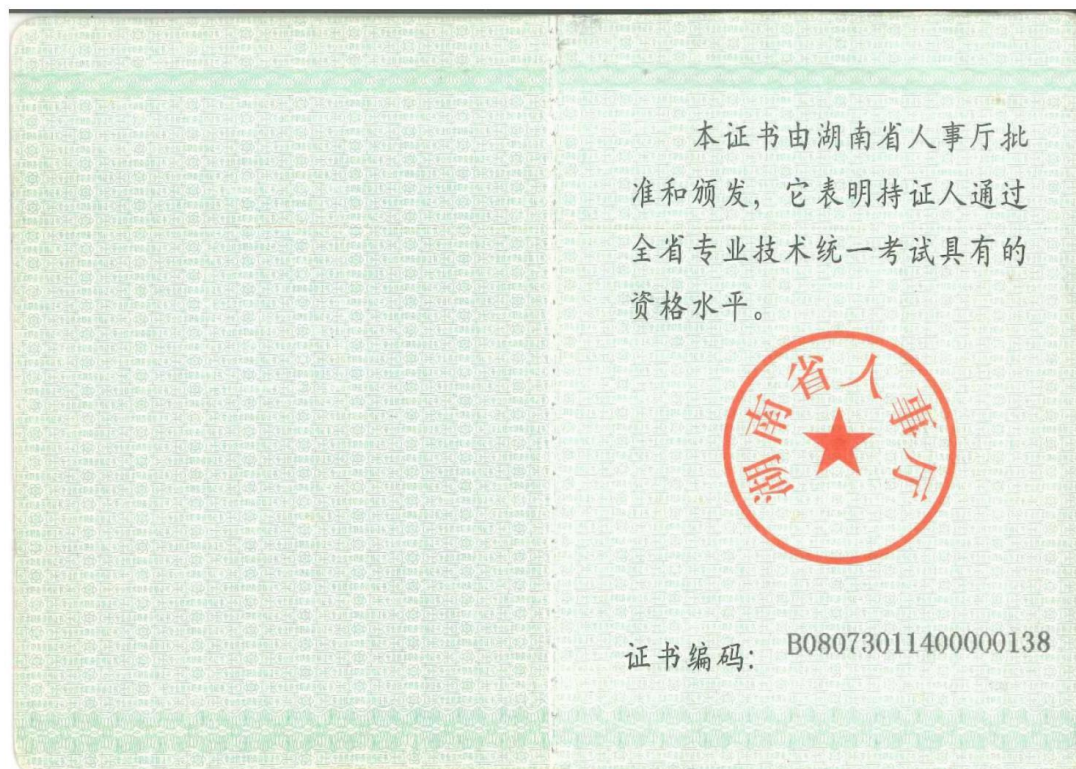 本证书由湖南省人事厅批
准和颁发，它表明持证人通过
全省专业技术统一考试具有的
资格水平。
湖南省人事厅
证书编码： B08073011400000138